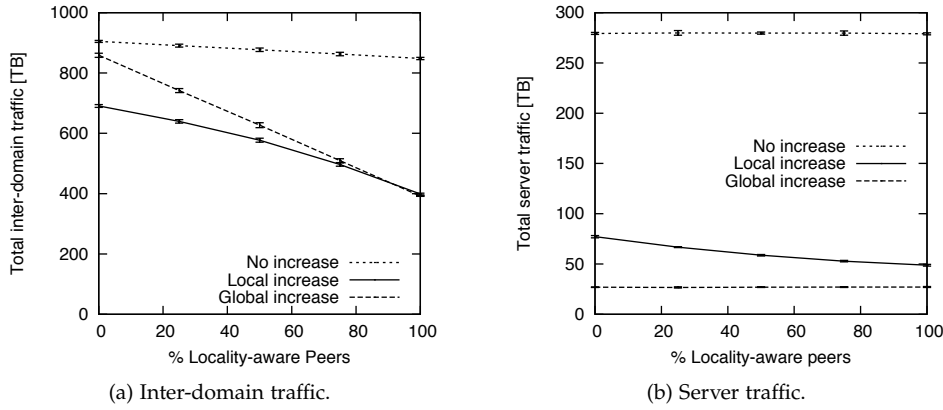 1000
800
600
400
200
0
Total inter-domain traffic [TB]
No increase
Local increase
Global increase
0 20 40 60 80 100
% Locality-aware Peers
(a) Inter-domain traffic.
300
250
200
150
100
50
0
Total server traffic [TB]
No increase
Local increase
Global increase
0 20 40 60 80 100
% Locality-aware peers
(b) Server traffic.